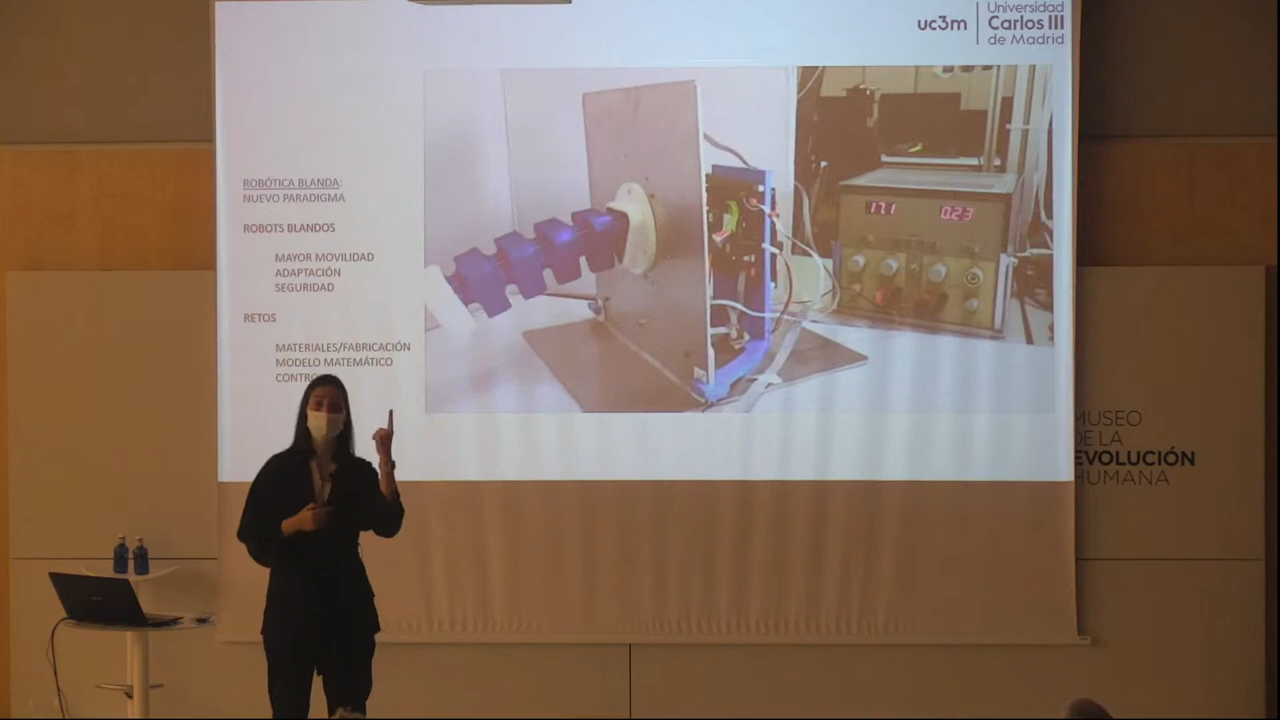 uc3m
Universidad
Carlos III
de Madrid
ROBÓTICA BLANDA:
NUEVO PARADIGMA
ROBOTS BLANDOS
MAYOR MOVILIDAD
ADAPTACIÓN
SEGURIDAD
RETOS
MATERIALES/FABRICACIÓN
MODELO MATEMÁTICO
CONTRO
17.1
0.23
MUSEO
DE LA
EVOLUCIÓN
HUMANA